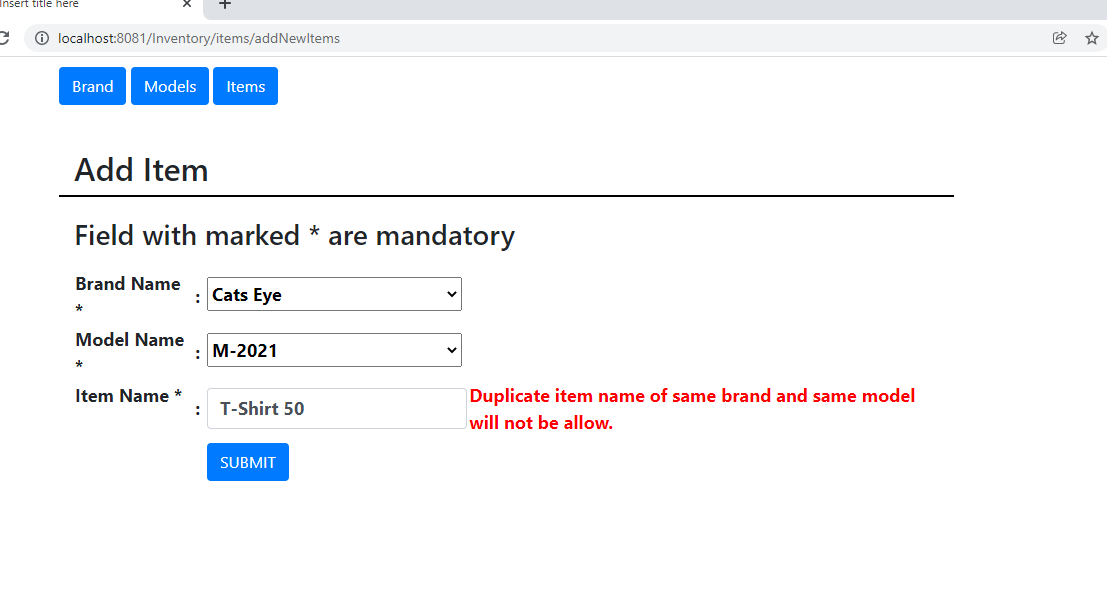 Insert title here
localhost:8081/Inventory/items/addNewItems
Brand Models Items
Add Item
Field with marked * are mandatory
Brand Name
*
: Cats Eye
Model Name
*
: M-2021
Item Name *
: T-Shirt 50
Duplicate item name of same brand and same model
will not be allow.
SUBMIT